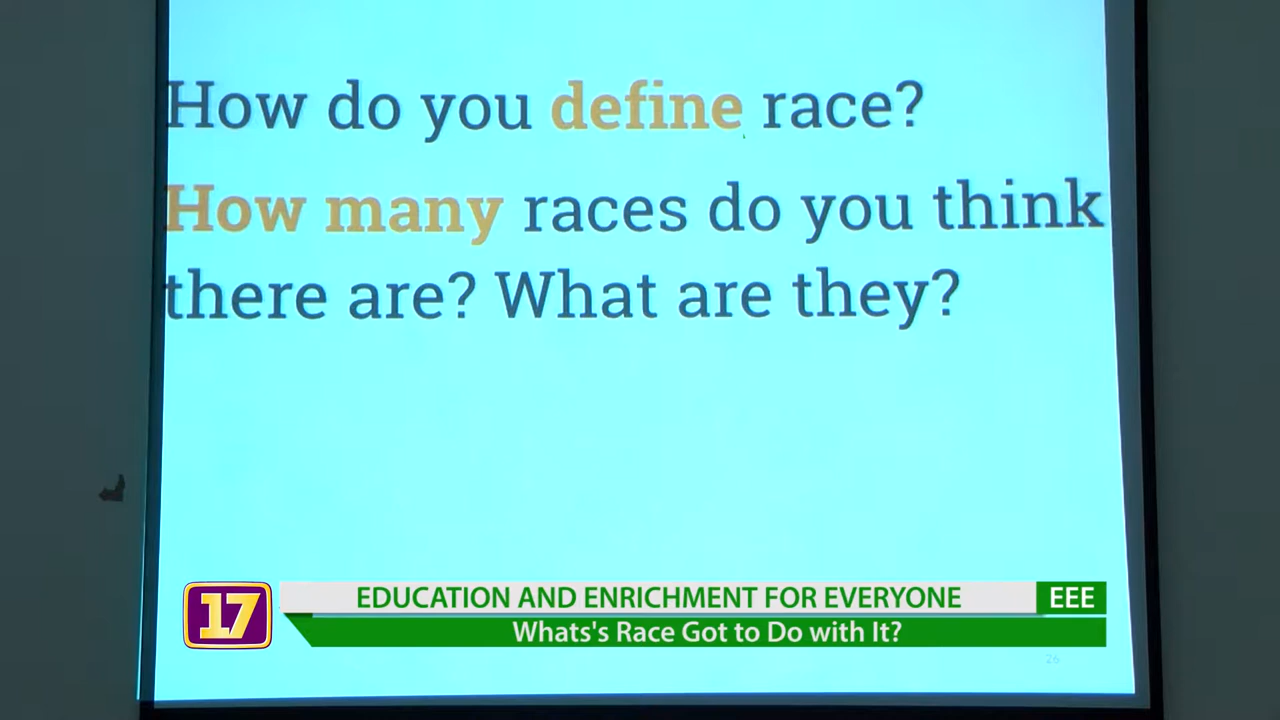 How do you define race?
How many races do you think
there are? What are they?
17
EDUCATION AND ENRICHMENT FOR EVERYONE
EEE
Whats's Race Got to Do with It?
26